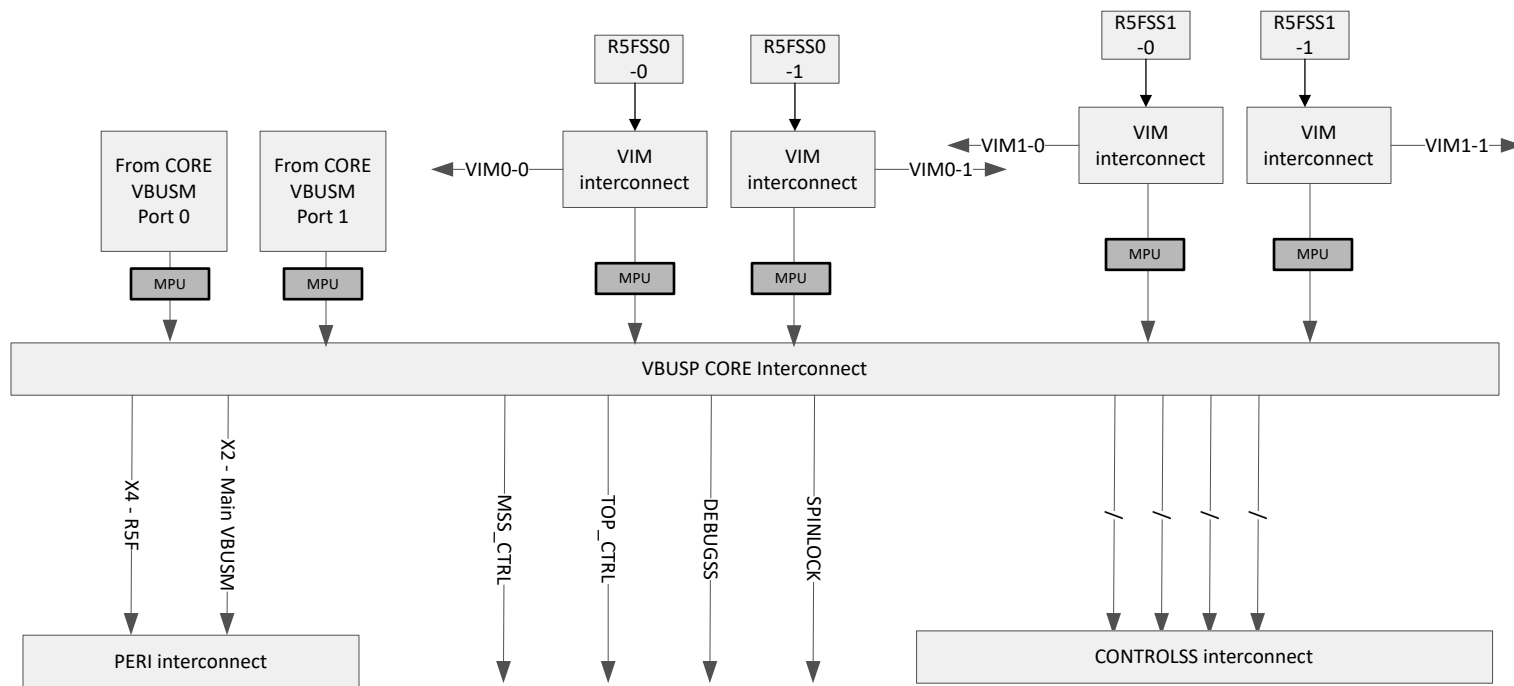 R5FSS0
-0
R5FSS0
-1
R5FSS1
-0
R5FSS1
-1
From CORE
VBUSM
Port 0
From CORE
VBUSM
Port 1
VIM0-0
VIM
interconnect
VIM
interconnect
VIM0-1
VIM1-0
VIM
interconnect
VIM
interconnect
VIM1-1
MPU
MPU
MPU
MPU
MPU
MPU
VBUSP CORE Interconnect
X4 - R5F
X2 - Main VBUSM
MSS_CTRL
TOP_CTRL
DEBUGSS
SPINLOCK
/
/
/
/
PERI interconnect
CONTROLSS interconnect